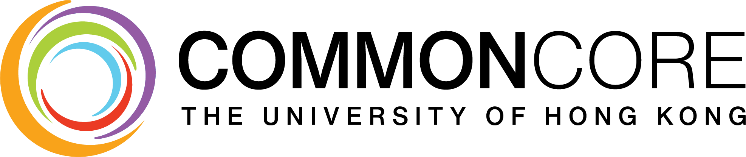 COMMONCORE
THE UNIVERSITY OF HONG KONG